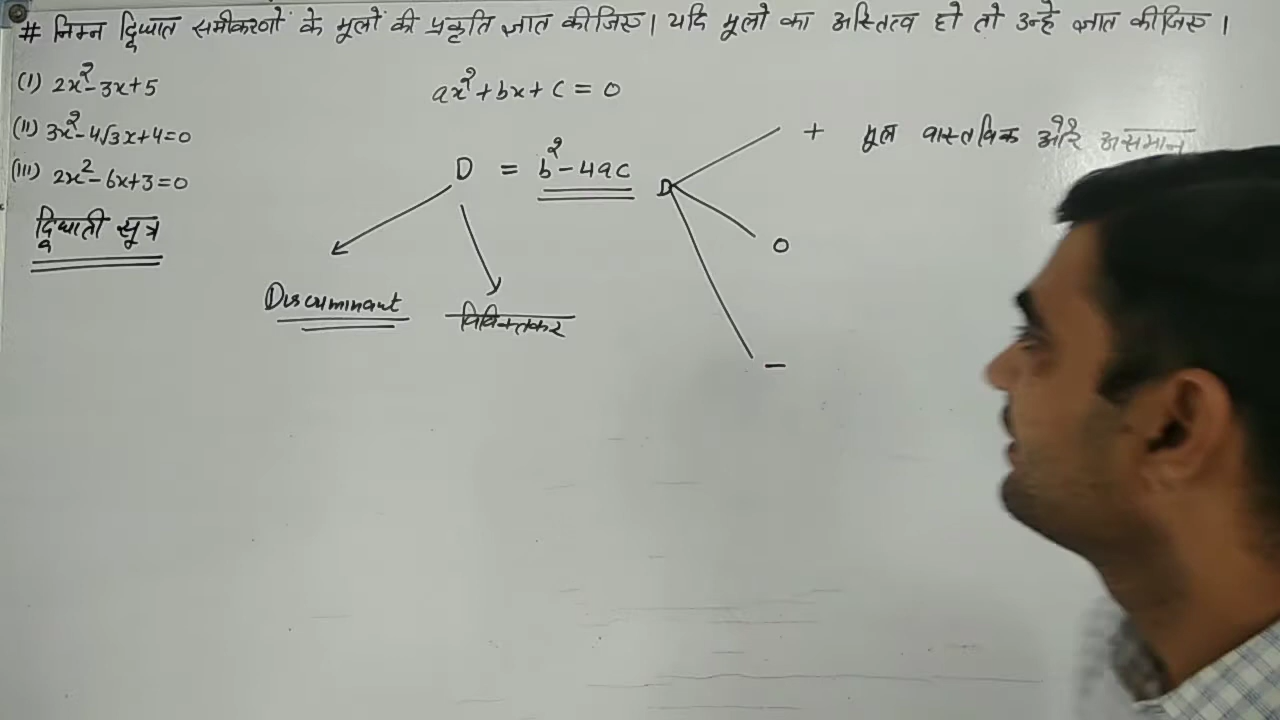 # निम्न द्विघात समीकरणों के मूलों की प्रकृति ज्ञात कीजिए। यदि मूलो का अस्तित्व हो तो उन्हे ज्ञात कीजिए।
(I) 2x²-3x+5
(II) 3x²-4√3x+4=0
(III) 2x²-6x+3=0
द्विघाती सूत्र
ax²+bx+c=0
D = b²-4ac
Discriminant
विविक्तकर
D
+ मूल वास्तविक और असमान
0
−